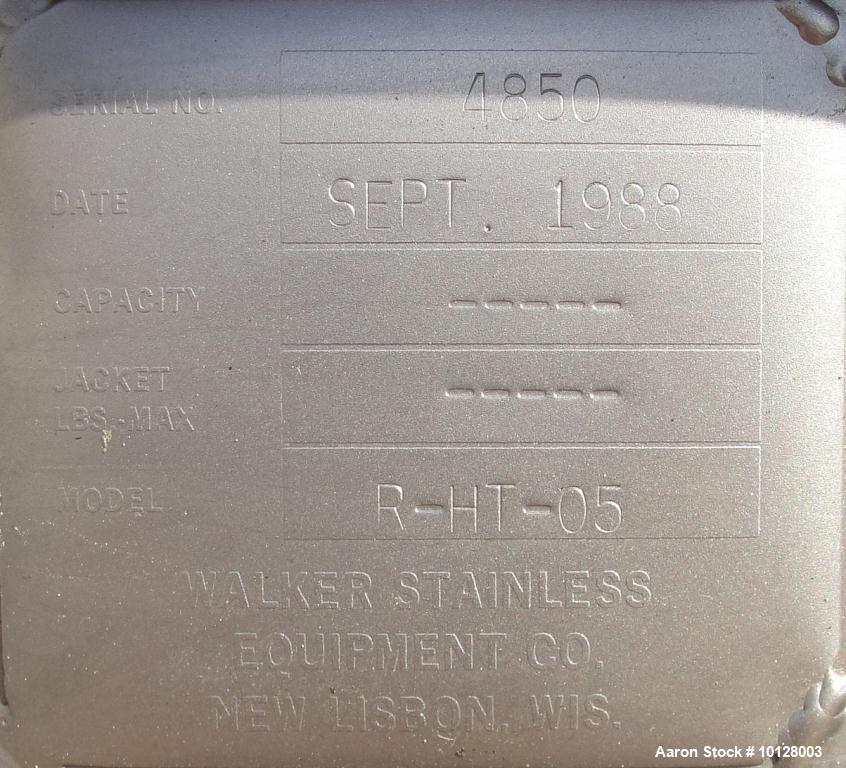 SERIAL NO. 4850
DATE SEPT. 1988
CAPACITY -----
JACKET
LBS.-MAX -----
MODEL R-HT-05
WALKER STAINLESS
EQUIPMENT CO.
NEW LISBON, WIS.
Aaron Stock # 10128003